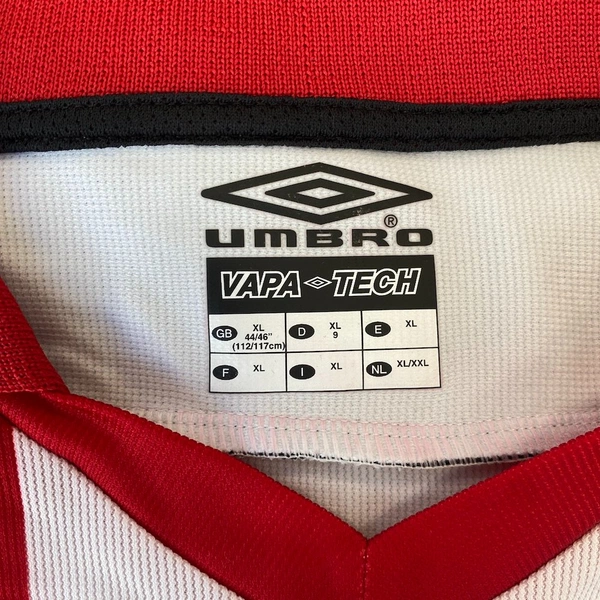 ®
UMBRO
VAPA TECH
GB XL 44/46" (112/117cm) D XL 9 E XL
F XL I XL NL XL/XXL